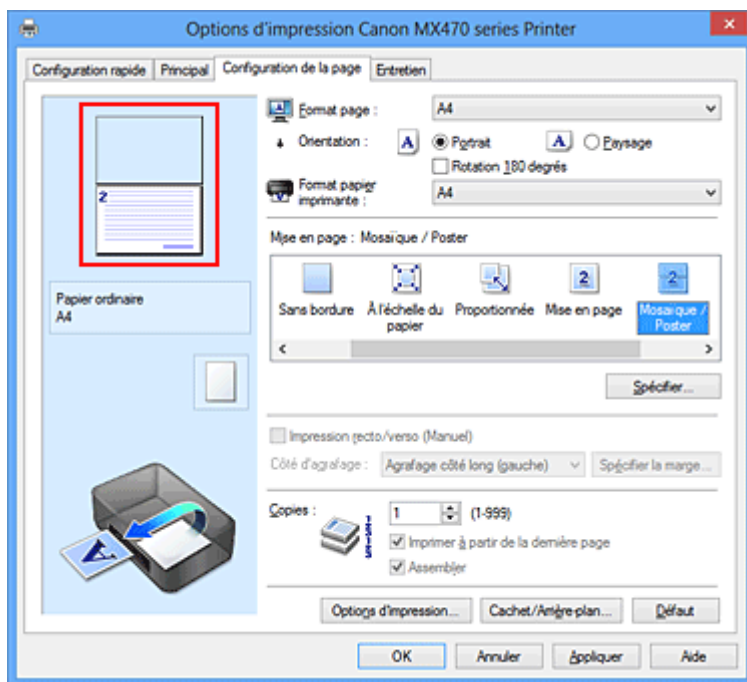 Options d'impression Canon MX470 series Printer
Configuration rapide Principal Configuration de la page Entretien
Format page : A4
Orientation : A Portrait A Paysage
Rotation 180 degrés
Format papier imprimante : A4
2
Mise en page : Mosaïque / Poster
2 2
Sans bordure À l'échelle du papier Proportionnée Mise en page Mosaïque / Poster
Papier ordinaire
A4
Spécifier...
Impression recto/verso (Manuel)
Côté d'agrafage : Agrafage côté long (gauche) Spécifier la marge...
Copies : 1 (1-999)
Imprimer à partir de la dernière page
Assembler
A
Options d'impression... Cachet/Arrière-plan... Défaut
OK Annuler Appliquer Aide